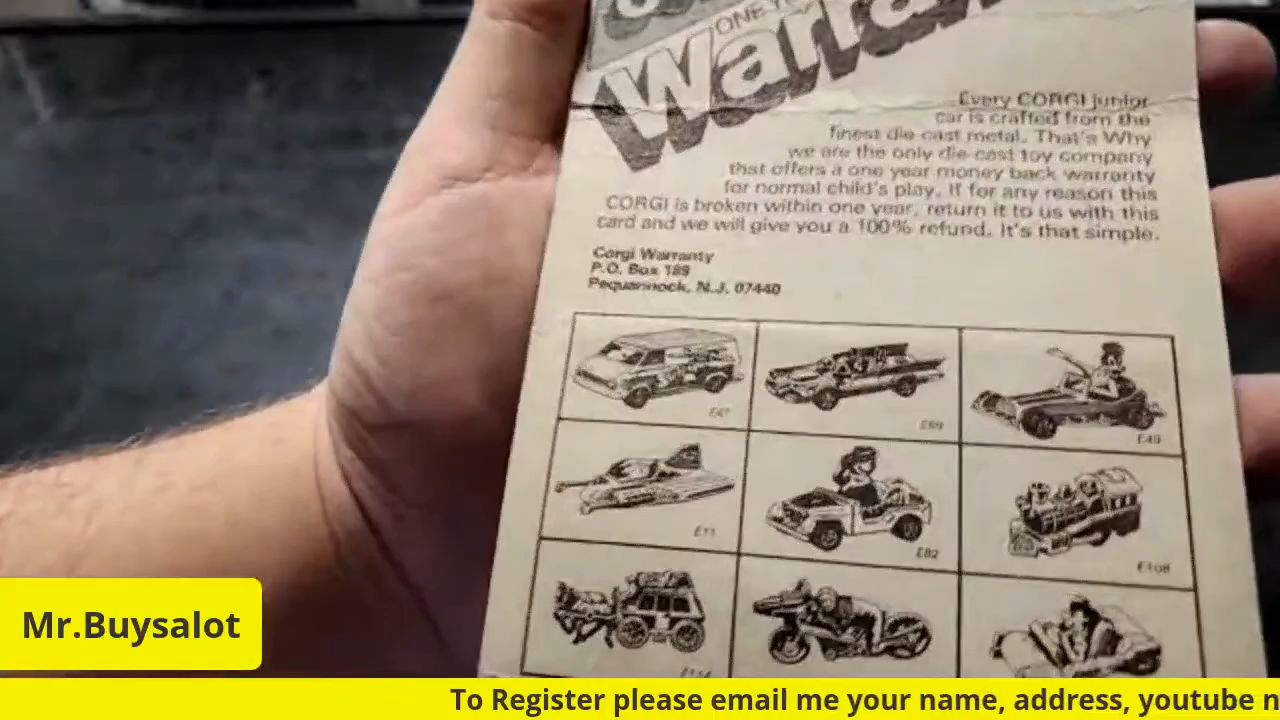 Warra
Every CORGI junior
car is crafted from the
finest die cast metal. That's Why
we are the only die-cast toy company
that offers a one year money back warranty
for normal child's play. If for any reason this
CORGI is broken within one year, return it to us with this
card and we will give you a 100% refund. It's that simple.
Corgi Warranty
P.O. Box 189
Pequannock, N.J. 07440
E49
E82
E108
Mr.Buysalot
To Register please email me your name, address, youtube n